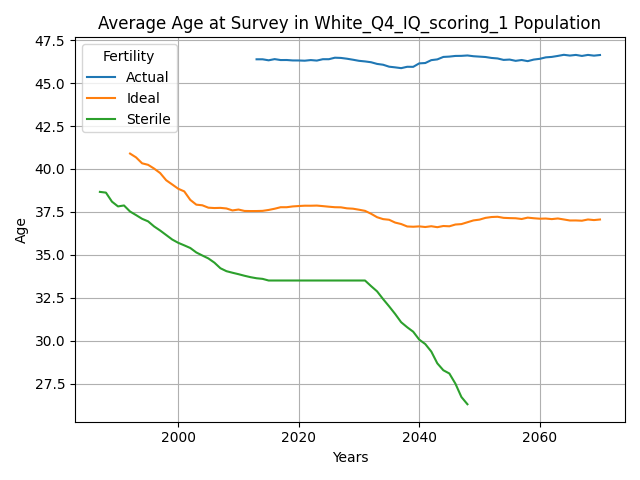 Average Age at Survey in White_Q4_IQ_scoring_1 Population
47.5
45.0
42.5
40.0
37.5
35.0
32.5
30.0
27.5
Age
Fertility
Actual
Ideal
Sterile
2000
2020
2040
2060
Years